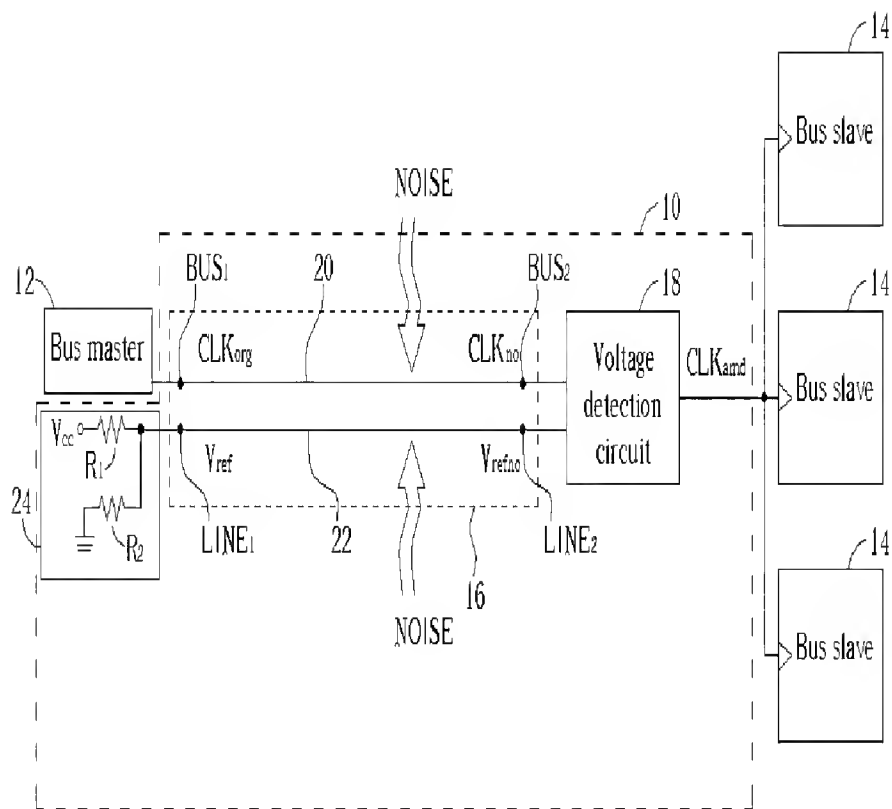 14
Bus slave
NOISE
10
BUS1
20
BUS2
18
14
12
Bus master
CLKorg
CLKno
Voltage
detection
circuit
CLKamd
Bus slave
Vcc
R1
Vref
Vrefno
24
R2
LINE1
22
LINE2
16
14
NOISE
Bus slave